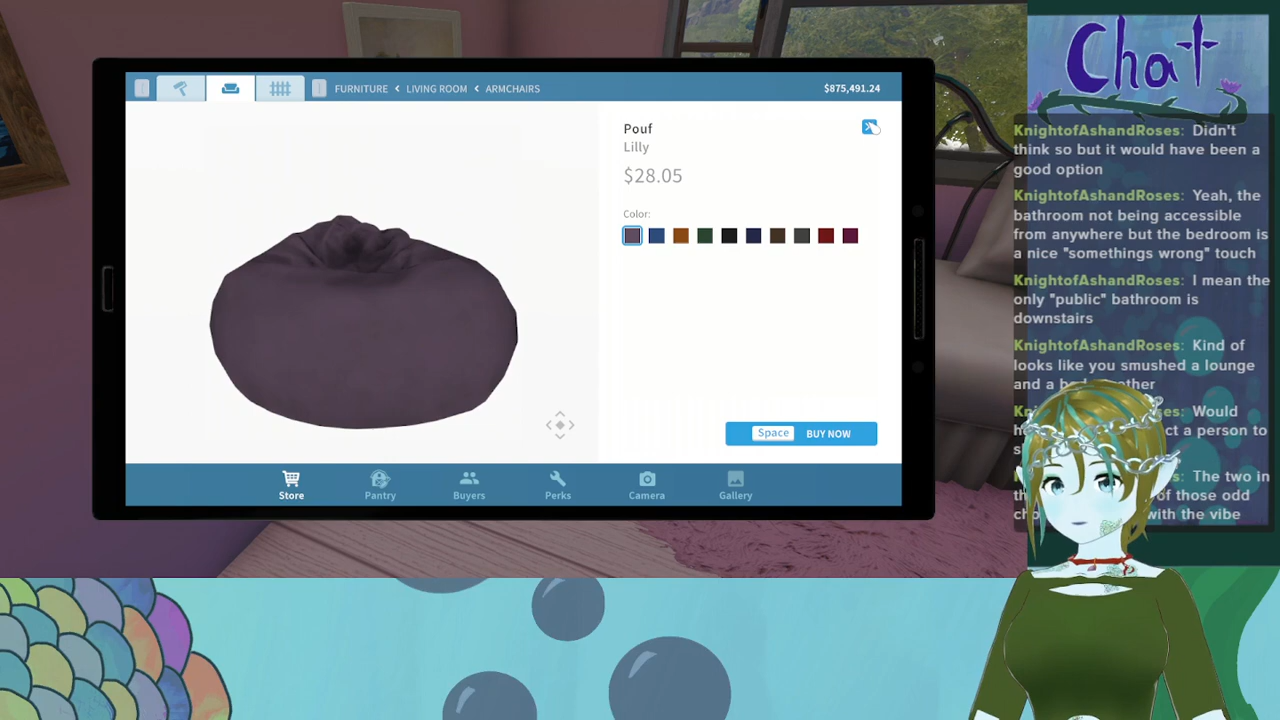 FURNITURE < LIVING ROOM < ARMCHAIRS
$875,491.24
Pouf
Lilly
$28.05
Color:
Space BUY NOW
Store
Pantry
Buyers
Perks
Camera
Gallery
Chat
KnightofAshandRoses: Didn't
think so but it would have been a
good option
KnightofAshandRoses: Yeah, the
bathroom not being accessible
from anywhere but the bedroom is
a nice "somethings wrong" touch
KnightofAshandRoses: I mean the
only "public" bathroom is
downstairs
KnightofAshandRoses: Kind of
looks like you smushed a lounge
and a
Would
a person to
The two in
of those odd
with the vibe